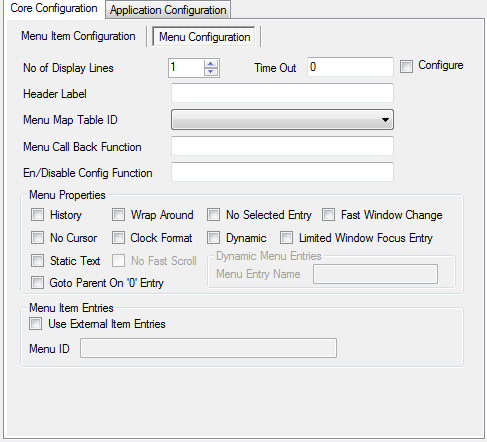 Core Configuration Application Configuration
Menu Item Configuration Menu Configuration
No of Display Lines 1 Time Out 0 Configure
Header Label
Menu Map Table ID
Menu Call Back Function
En/Disable Config Function
Menu Properties
History Wrap Around No Selected Entry Fast Window Change
No Cursor Clock Format Dynamic Limited Window Focus Entry
Static Text No Fast Scroll Dynamic Menu Entries
Menu Entry Name
Goto Parent On '0' Entry
Menu Item Entries
Use External Item Entries
Menu ID